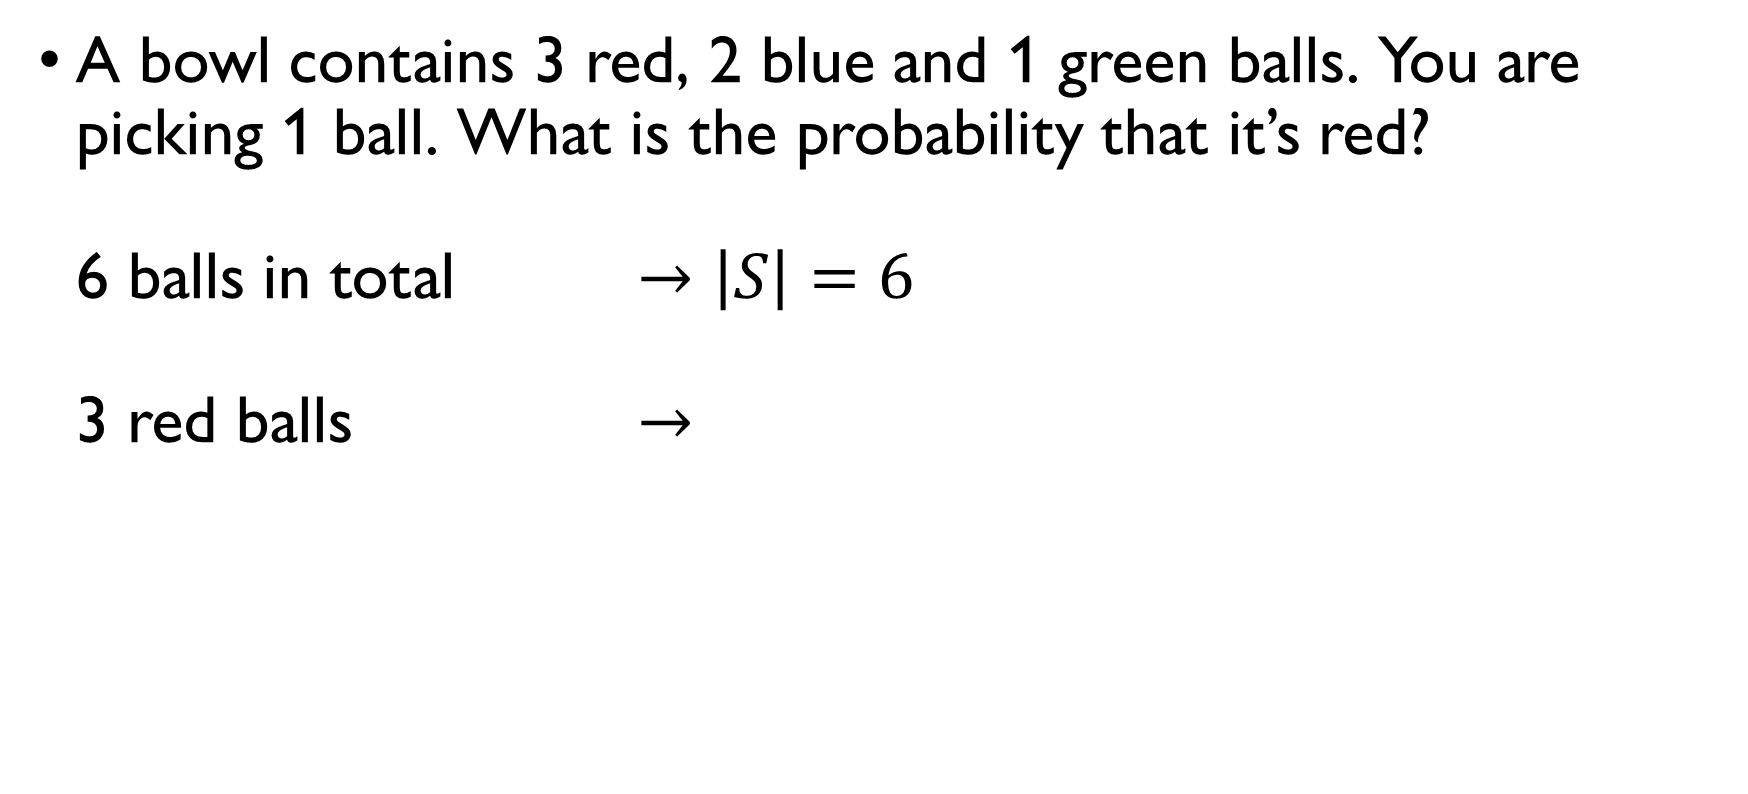 • A bowl contains 3 red, 2 blue and 1 green balls. You are
picking 1 ball. What is the probability that it’s red?
6 balls in total → |S| = 6
3 red balls →